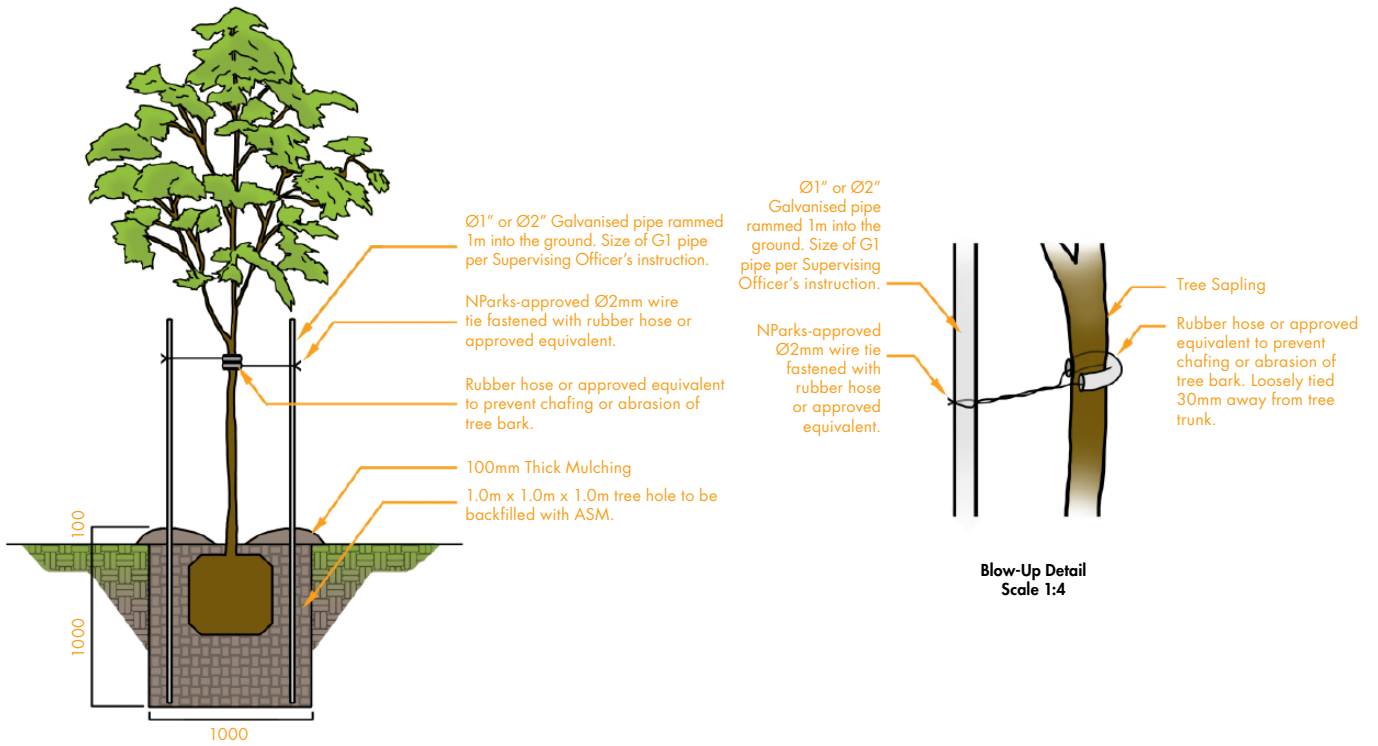 Ø1” or Ø2” Galvanised pipe rammed
1m into the ground. Size of G1 pipe
per Supervising Officer’s instruction.
NParks-approved Ø2mm wire
tie fastened with rubber hose or
approved equivalent.
Rubber hose or approved equivalent
to prevent chafing or abrasion of
tree bark.
100mm Thick Mulching
1.0m x 1.0m x 1.0m tree hole to be
backfilled with ASM.
100
1000
1000
Ø1” or Ø2”
Galvanised pipe
rammed 1m into the
ground. Size of G1
pipe per Supervising
Officer’s instruction.
NParks-approved
Ø2mm wire tie
fastened with
rubber hose
or approved
equivalent.
Tree Sapling
Rubber hose or approved
equivalent to prevent
chafing or abrasion of
tree bark. Loosely tied
30mm away from tree
trunk.
Blow-Up Detail
Scale 1:4